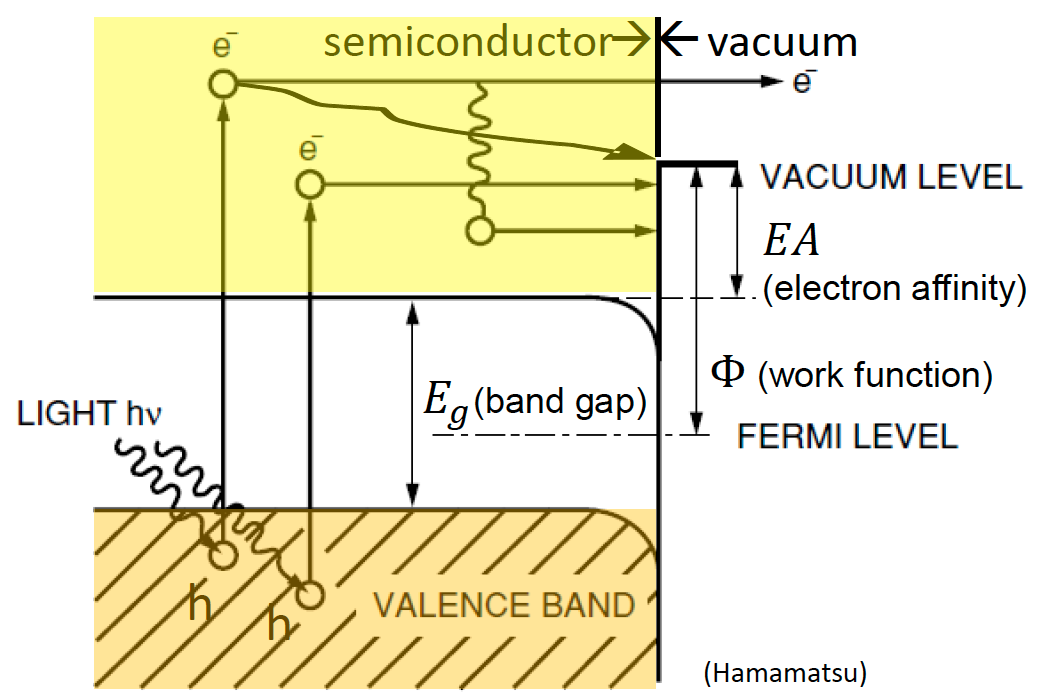 semiconductor → ← vacuum
e⁻
e⁻
e⁻
VACUUM LEVEL
EA
(electron affinity)
Φ (work function)
E_g (band gap)
LIGHT hν
FERMI LEVEL
h
h
VALENCE BAND
(Hamamatsu)